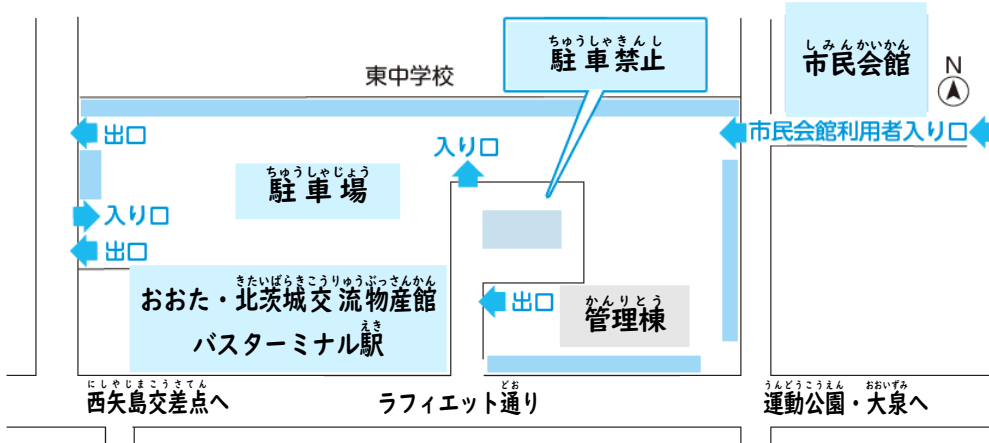 東中学校
ちゅうしゃきんし
駐車禁止
しみんかいかん
市民会館
N
出口
入り口
市民会館利用者入り口
ちゅうしゃじょう
駐車場
入り口
出口
きたいばらきこうりゅうぶっさんかん
おおた・北茨城交流物産館
えき
バスターミナル駅
出口
かんりとう
管理棟
にしやじまこうさてん
西矢島交差点へ
どお
ラフィエット通り
うんどうこうえん おおいずみ
運動公園・大泉へ